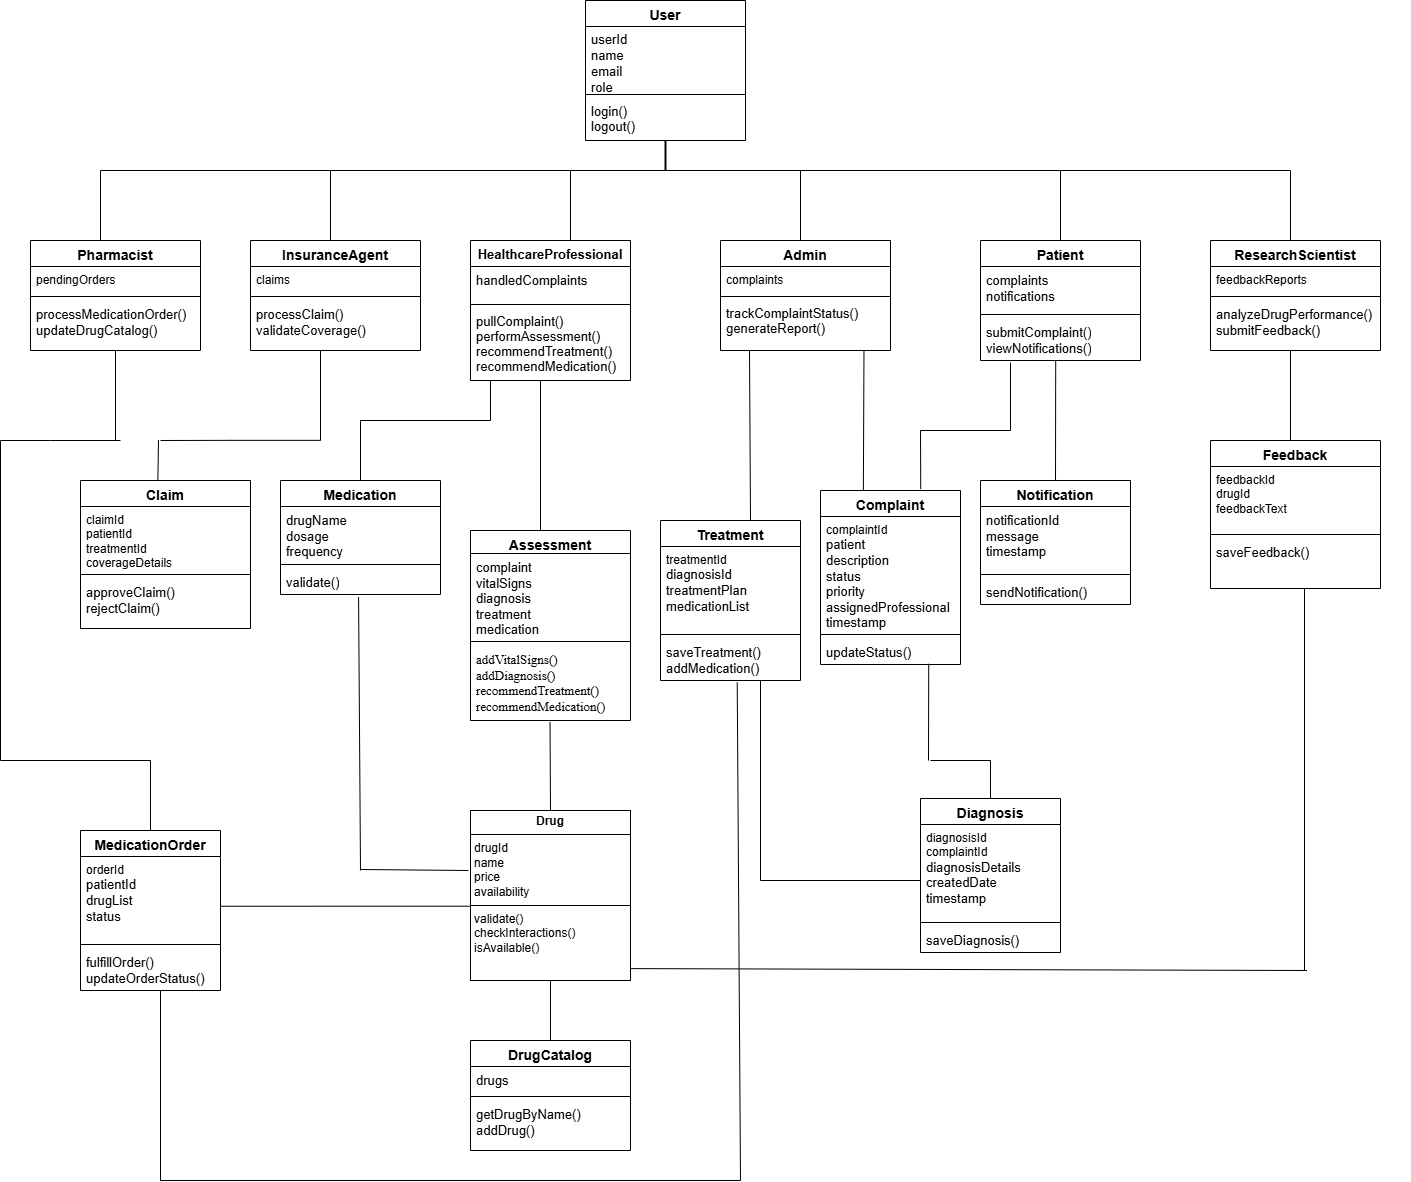 User
userId
name
email
role
login()
logout()
Pharmacist
pendingOrders
processMedicationOrder()
updateDrugCatalog()
InsuranceAgent
claims
processClaim()
validateCoverage()
HealthcareProfessional
handledComplaints
pullComplaint()
performAssessment()
recommendTreatment()
recommendMedication()
Admin
complaints
trackComplaintStatus()
generateReport()
Patient
complaints
notifications
submitComplaint()
viewNotifications()
ResearchScientist
feedbackReports
analyzeDrugPerformance()
submitFeedback()
Claim
claimId
patientId
treatmentId
coverageDetails
approveClaim()
rejectClaim()
Medication
drugName
dosage
frequency
validate()
Assessment
complaint
vitalSigns
diagnosis
treatment
medication
addVitalSigns()
addDiagnosis()
recommendTreatment()
recommendMedication()
Treatment
treatmentId
diagnosisId
treatmentPlan
medicationList
saveTreatment()
addMedication()
Complaint
complaintId
patient
description
status
priority
assignedProfessional
timestamp
updateStatus()
Notification
notificationId
message
timestamp
sendNotification()
Feedback
feedbackId
drugId
feedbackText
saveFeedback()
MedicationOrder
orderId
patientId
drugList
status
fulfillOrder()
updateOrderStatus()
Drug
drugId
name
price
availability
validate()
checkInteractions()
isAvailable()
Diagnosis
diagnosisId
complaintId
diagnosisDetails
createdDate
timestamp
saveDiagnosis()
DrugCatalog
drugs
getDrugByName()
addDrug()